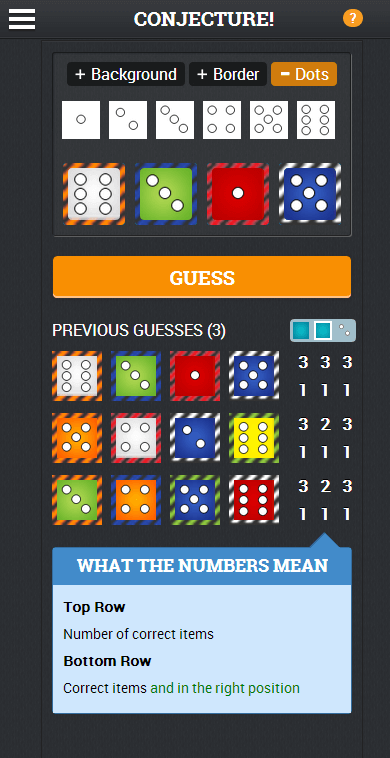 CONJECTURE!
?
+ Background + Border − Dots
GUESS
PREVIOUS GUESSES (3)
3 3 3
1 1 1
3 2 3
1 1 1
3 2 3
1 1 1
WHAT THE NUMBERS MEAN
Top Row
Number of correct items
Bottom Row
Correct items and in the right position